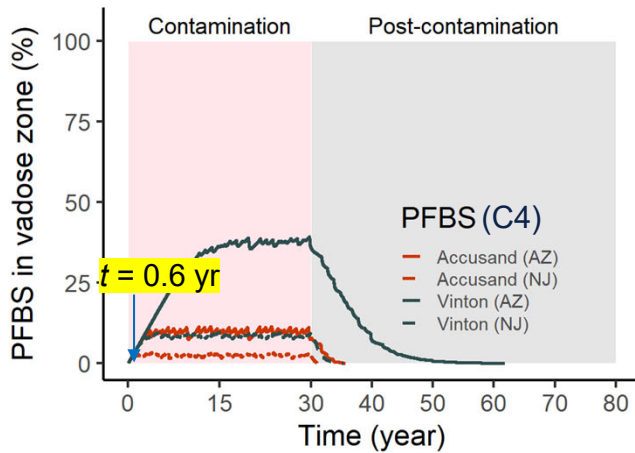 Contamination Post-contamination
PFBS in vadose zone (%)
100
75
50
25
0
t = 0.6 yr
PFBS (C4)
Accusand (AZ)
Accusand (NJ)
Vinton (AZ)
Vinton (NJ)
0 15 30 40 50 60 70 80
Time (year)